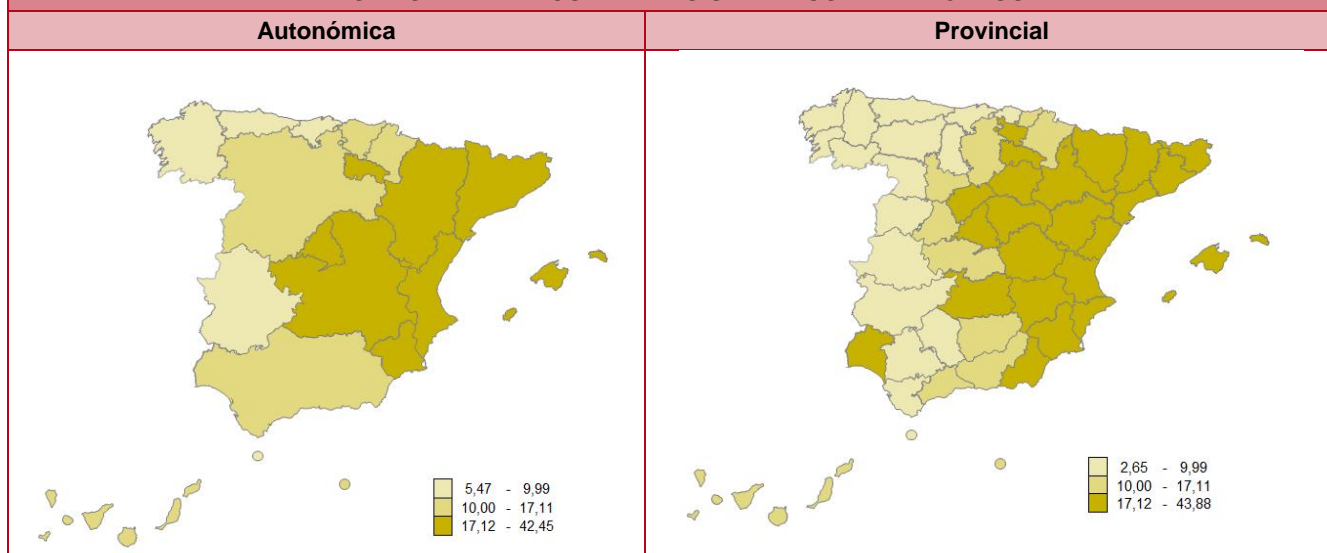 Autónómica
Provincial
5,47 - 9,99
10,00 - 17,11
17,12 - 42,45
2,65 - 9,99
10,00 - 17,11
17,12 - 43,88